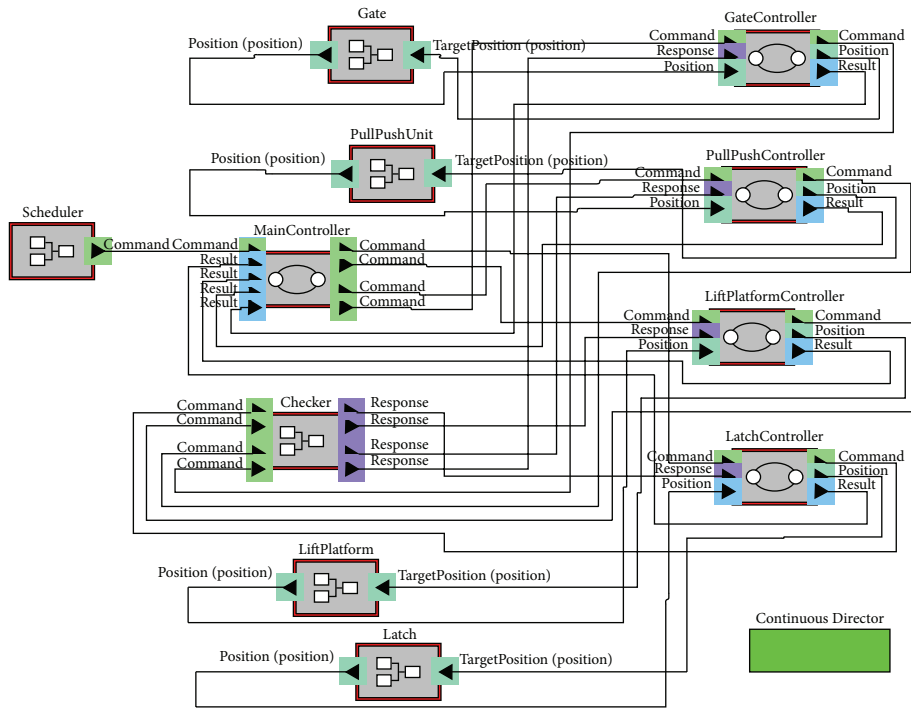 Gate
Position (position)
TargetPosition (position)
GateController
Command
Response
Position
Command
Position
Result
PullPushUnit
Position (position)
TargetPosition (position)
PullPushController
Command
Response
Position
Command
Position
Result
Scheduler
Command
MainController
Command
Result
Result
Result
Result
Command
Command
Command
Command
LiftPlatformController
Command
Response
Position
Command
Position
Result
Checker
Command
Command
Command
Command
Response
Response
Response
Response
LatchController
Command
Response
Position
Command
Position
Result
LiftPlatform
Position (position)
TargetPosition (position)
Latch
Position (position)
TargetPosition (position)
Continuous Director